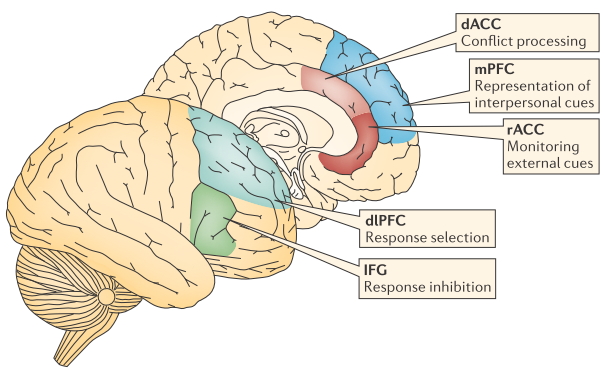 dACC
Conflict processing
mPFC
Representation of
interpersonal cues
rACC
Monitoring
external cues
dlPFC
Response selection
IFG
Response inhibition